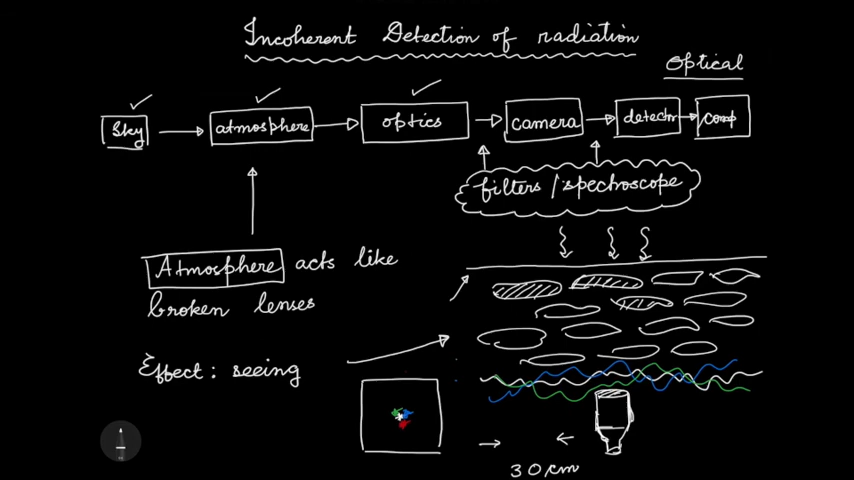 Incoherent Detection of radiation
Optical
Sky
atmosphere
optics
camera
detector
comp
filters/spectroscope
Atmosphere acts like
broken lenses
Effect: seeing
30 cm